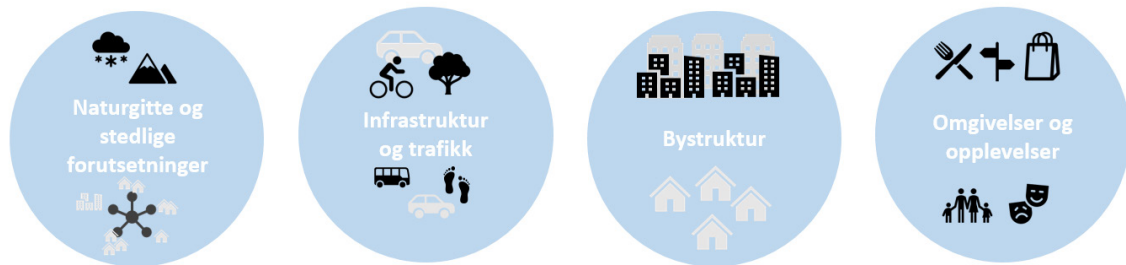 Naturgitte og
stedlige
forutsetninger
Infrastruktur
og trafikk
Bystruktur
Omgivelser og
opplevelser